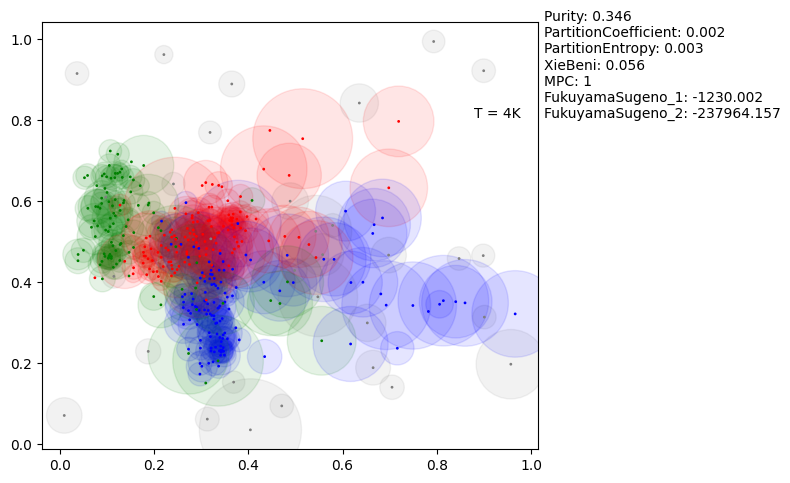 Purity: 0.346
PartitionCoefficient: 0.002
PartitionEntropy: 0.003
XieBeni: 0.056
MPC: 1
FukuyamaSugeno_1: -1230.002
FukuyamaSugeno_2: -237964.157
T = 4K
1.0
0.8
0.6
0.4
0.2
0.0
0.0 0.2 0.4 0.6 0.8 1.0